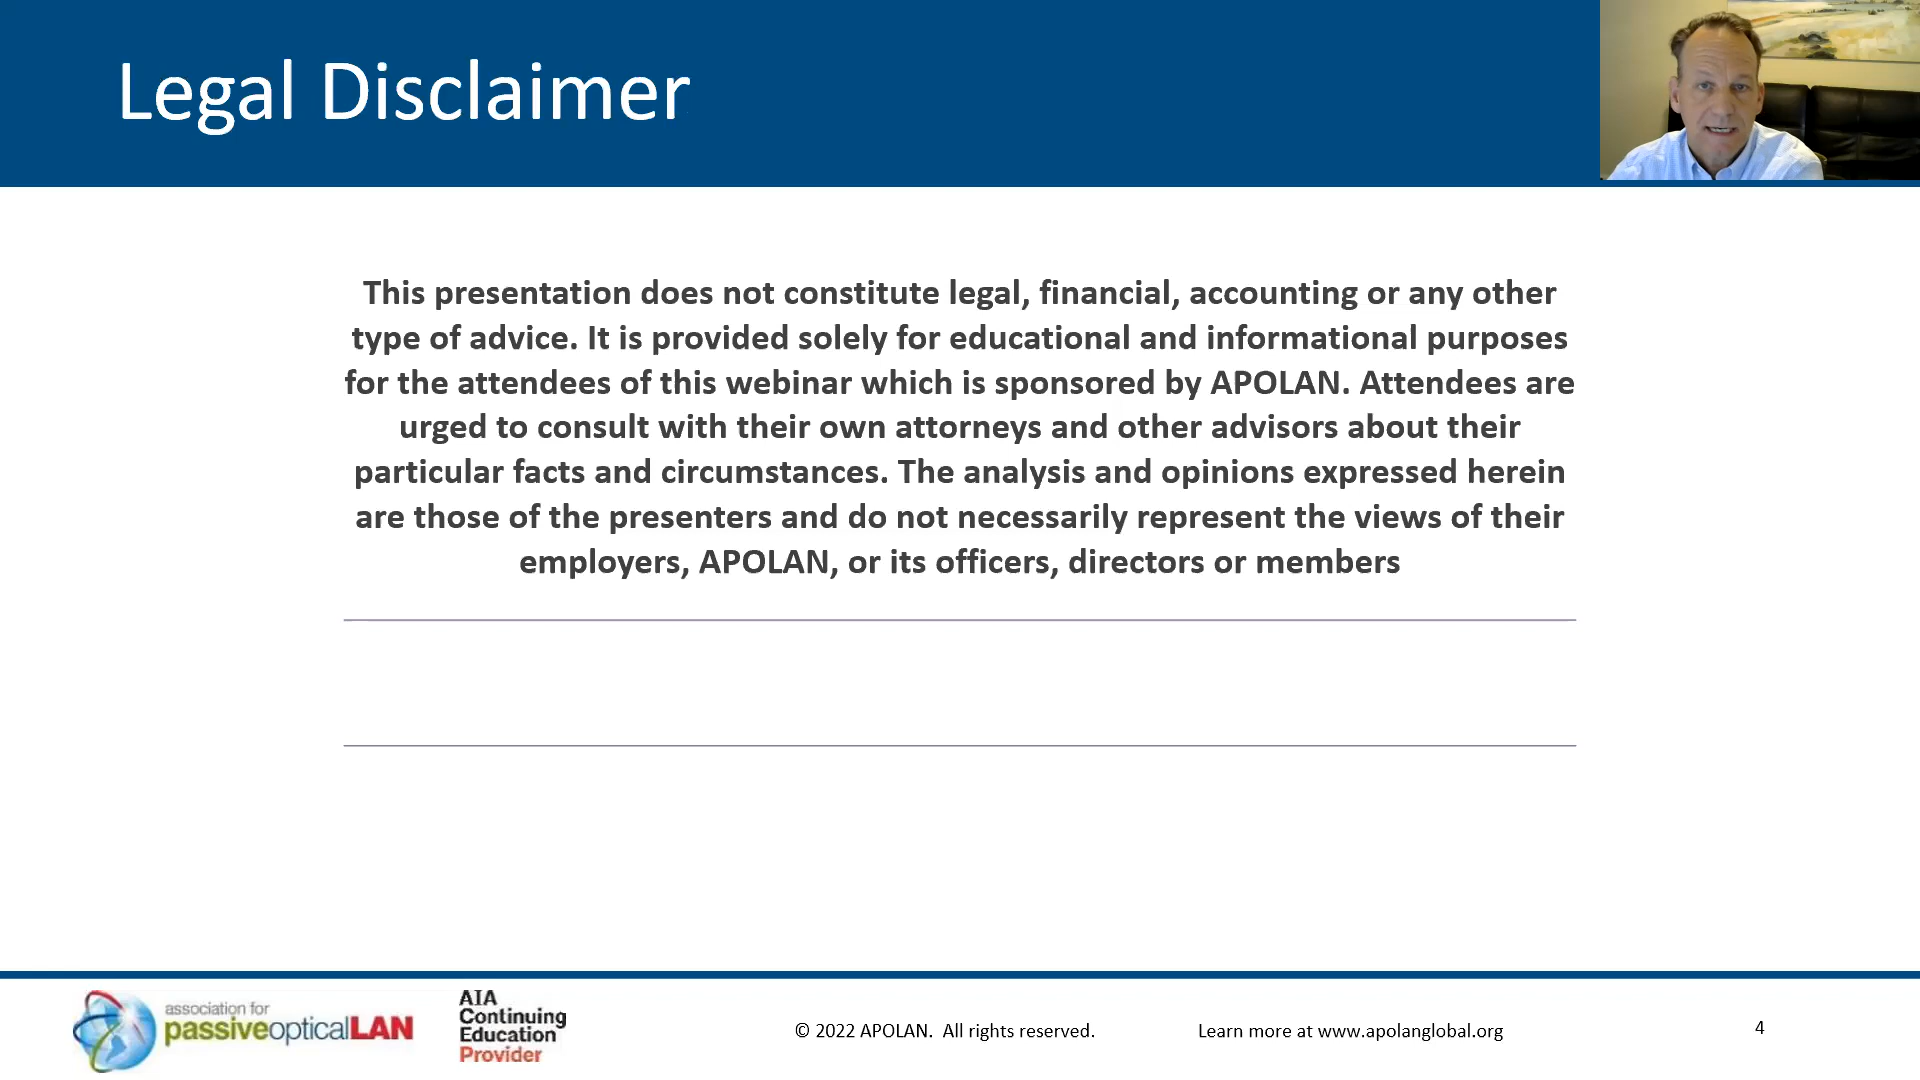 Legal Disclaimer
This presentation does not constitute legal, financial, accounting or any other
type of advice. It is provided solely for educational and informational purposes
for the attendees of this webinar which is sponsored by APOLAN. Attendees are
urged to consult with their own attorneys and other advisors about their
particular facts and circumstances. The analysis and opinions expressed herein
are those of the presenters and do not necessarily represent the views of their
employers, APOLAN, or its officers, directors or members
association for
passiveopticalLAN
AIA
Continuing
Education
Provider
© 2022 APOLAN.  All rights reserved.
Learn more at www.apolanglobal.org
4